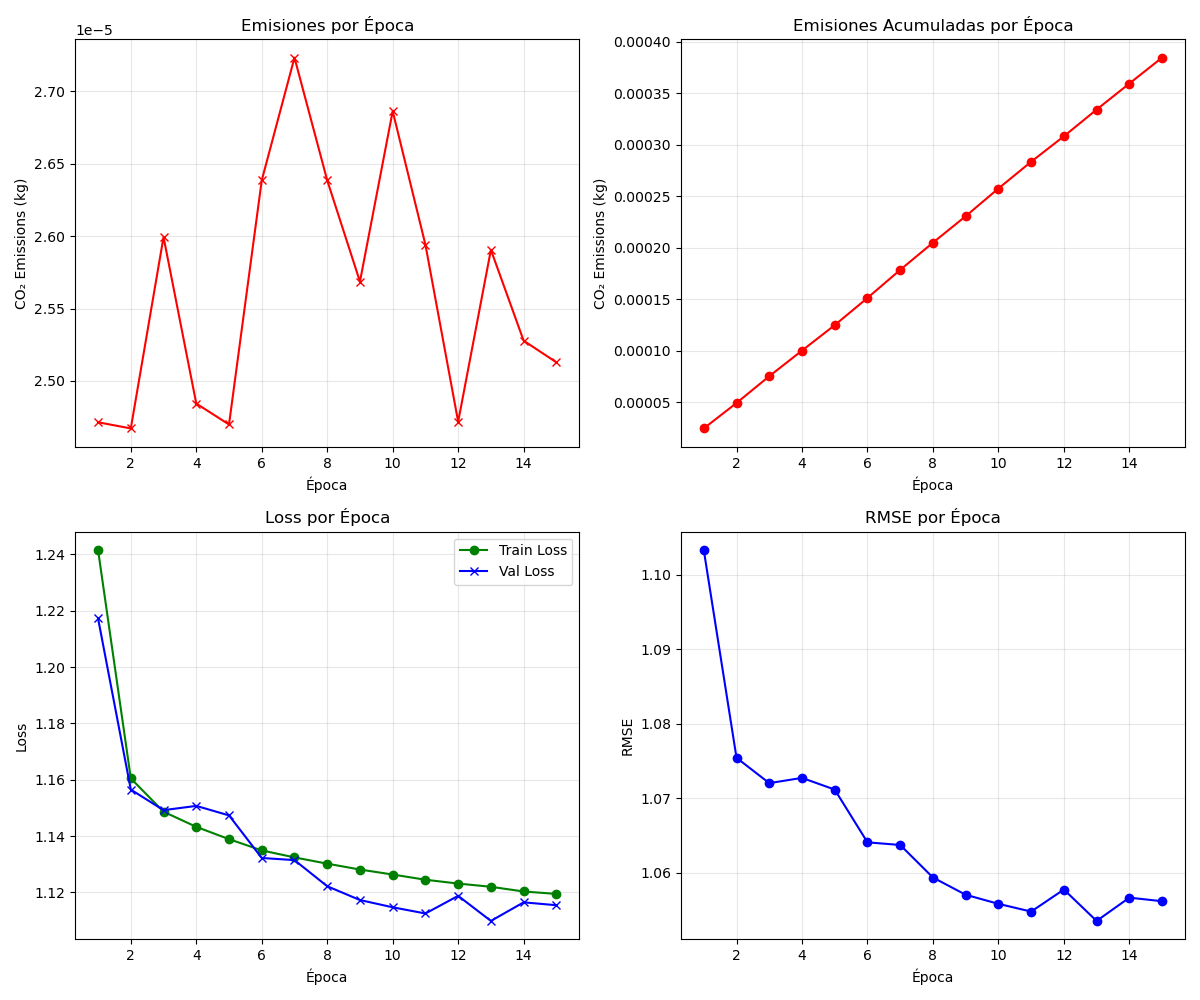 Emisiones por Época
1e−5
2.70
2.65
2.60
2.55
2.50
CO₂ Emissions (kg)
2 4 6 8 10 12 14
Época
Emisiones Acumuladas por Época
0.00040
0.00035
0.00030
0.00025
0.00020
0.00015
0.00010
0.00005
CO₂ Emissions (kg)
2 4 6 8 10 12 14
Época
Loss por Época
Train Loss
Val Loss
1.24
1.22
1.20
1.18
1.16
1.14
1.12
Loss
2 4 6 8 10 12 14
Época
RMSE por Época
1.10
1.09
1.08
1.07
1.06
RMSE
2 4 6 8 10 12 14
Época